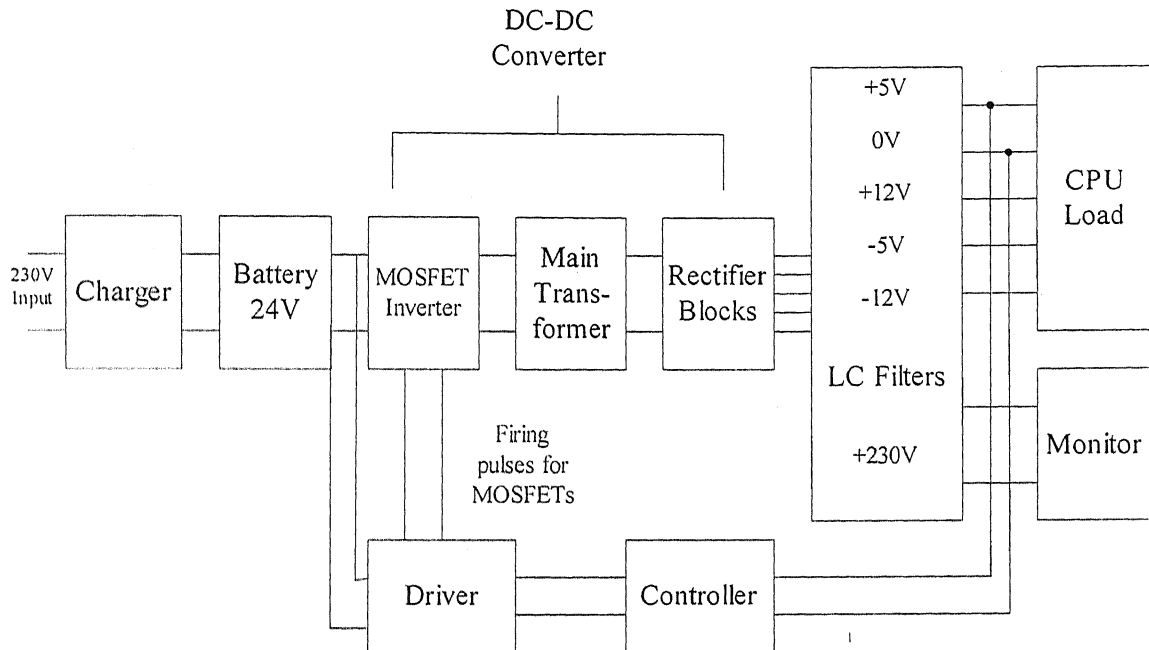 DC-DC
Converter
+5V
0V
+12V
-5V
-12V
LC Filters
+230V
CPU
Load
230V
Input
Charger
Battery
24V
MOSFET
Inverter
Main
Trans-
former
Rectifier
Blocks
Monitor
Firing
pulses for
MOSFETs
Driver
Controller